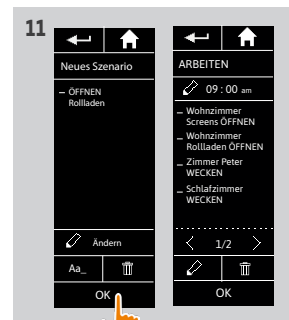 11
Neues Szenario
– ÖFFNEN
Rollladen
Ändern
Aa_
OK
ARBEITEN
09 : 00 am
– Wohnzimmer
Screens ÖFFNEN
– Wohnzimmer
Rollladen ÖFFNEN
– Zimmer Peter
WECKEN
– Schlafzimmer
WECKEN
1/2
OK